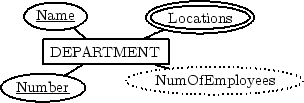 Name
Locations
DEPARTMENT
Number
NumOfEmployees